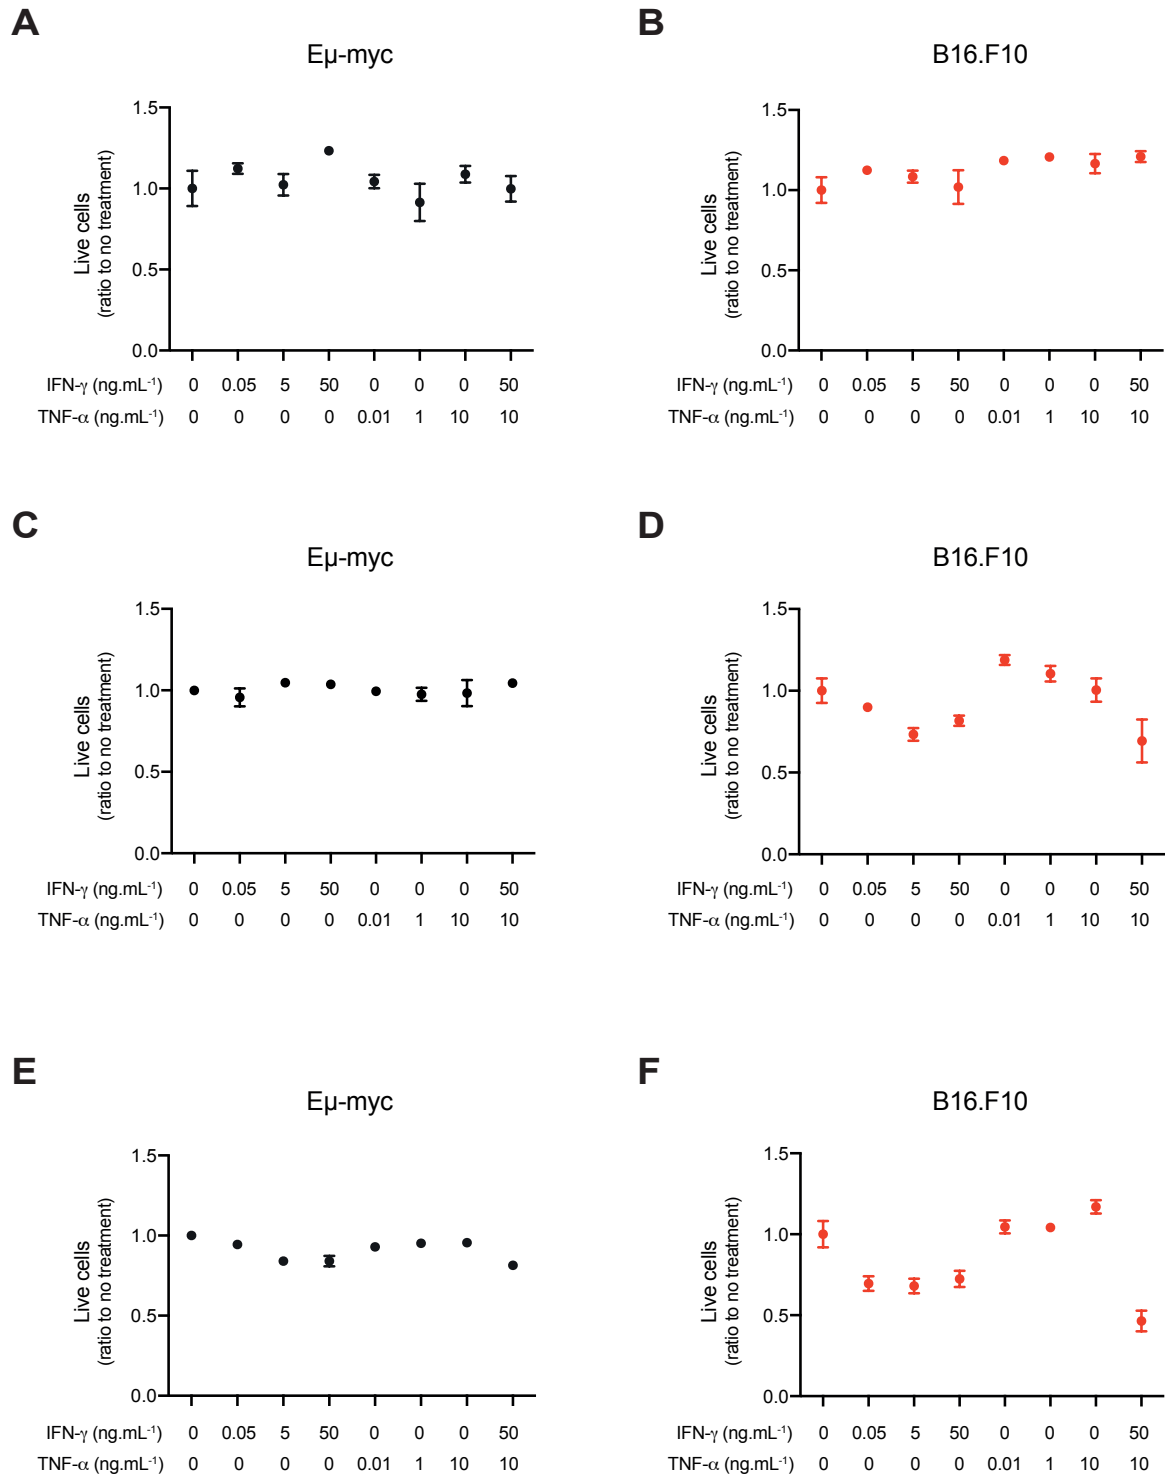 A
B
Eµ-myc
B16.F10
1.5
1.0
0.5
0.0
Live cells
(ratio to no treatment)
1.5
1.0
0.5
0.0
Live cells
(ratio to no treatment)
IFN-γ (ng.mL⁻¹) 0 0.05 5 50 0 0 0 50
TNF-α (ng.mL⁻¹) 0 0 0 0 0.01 1 10 10
IFN-γ (ng.mL⁻¹) 0 0.05 5 50 0 0 0 50
TNF-α (ng.mL⁻¹) 0 0 0 0 0.01 1 10 10
C
D
Eµ-myc
B16.F10
1.5
1.0
0.5
0.0
Live cells
(ratio to no treatment)
1.5
1.0
0.5
0.0
Live cells
(ratio to no treatment)
IFN-γ (ng.mL⁻¹) 0 0.05 5 50 0 0 0 50
TNF-α (ng.mL⁻¹) 0 0 0 0 0.01 1 10 10
IFN-γ (ng.mL⁻¹) 0 0.05 5 50 0 0 0 50
TNF-α (ng.mL⁻¹) 0 0 0 0 0.01 1 10 10
E
F
Eµ-myc
B16.F10
1.5
1.0
0.5
0.0
Live cells
(ratio to no treatment)
1.5
1.0
0.5
0.0
Live cells
(ratio to no treatment)
IFN-γ (ng.mL⁻¹) 0 0.05 5 50 0 0 0 50
TNF-α (ng.mL⁻¹) 0 0 0 0 0.01 1 10 10
IFN-γ (ng.mL⁻¹) 0 0.05 5 50 0 0 0 50
TNF-α (ng.mL⁻¹) 0 0 0 0 0.01 1 10 10